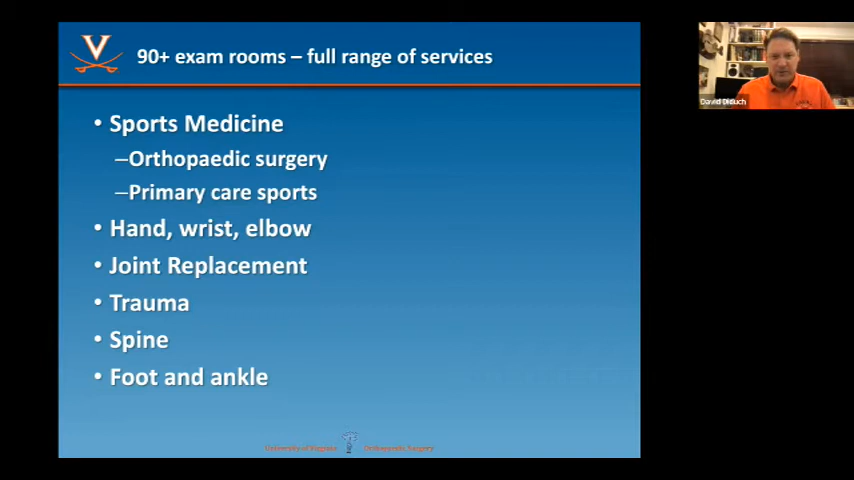 90+ exam rooms – full range of services
• Sports Medicine
–Orthopaedic surgery
–Primary care sports
• Hand, wrist, elbow
• Joint Replacement
• Trauma
• Spine
• Foot and ankle
University of Virginia Orthopaedic Surgery
David Diduch